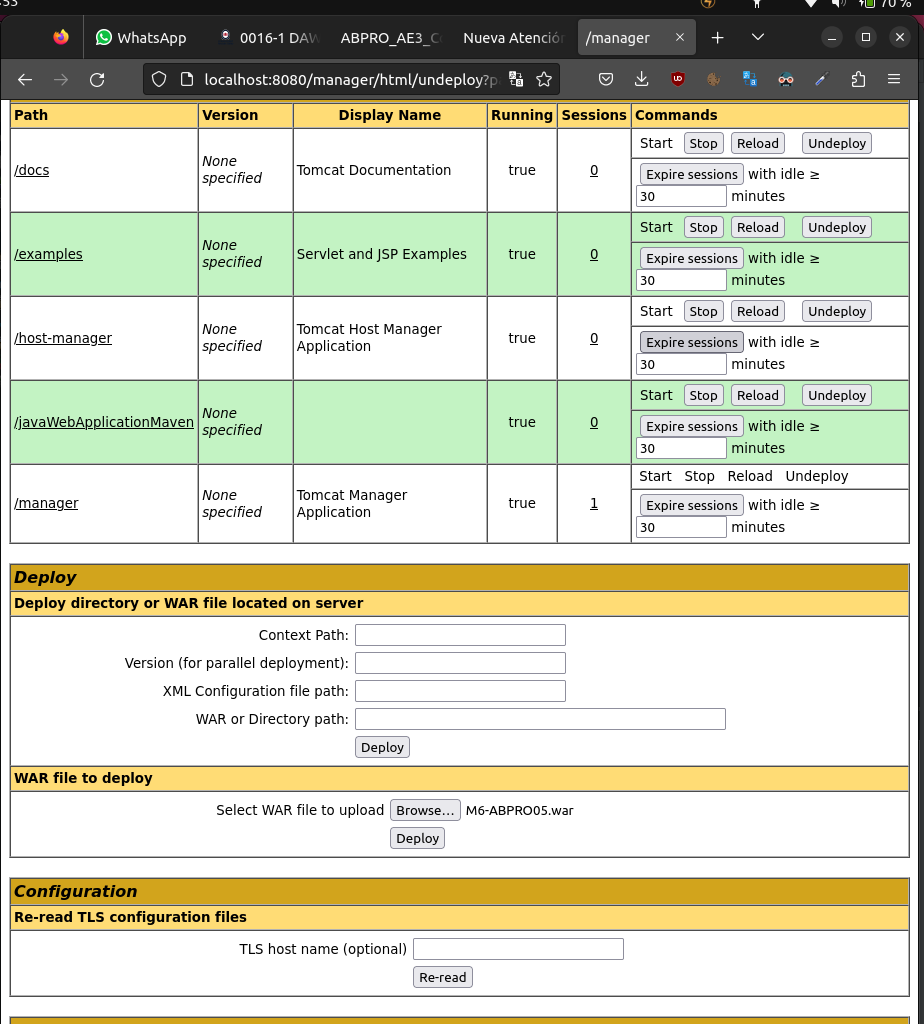 :53
70 %
WhatsApp 0016-1 DAW ABPRO_AE3_C Nueva Atención /manager
localhost:8080/manager/html/undeploy?p
Path Version Display Name Running Sessions Commands
/docs None specified Tomcat Documentation true 0 Start Stop Reload Undeploy
Expire sessions with idle ≥
30 minutes
/examples None specified Servlet and JSP Examples true 0 Start Stop Reload Undeploy
Expire sessions with idle ≥
30 minutes
/host-manager None specified Tomcat Host Manager Application true 0 Start Stop Reload Undeploy
Expire sessions with idle ≥
30 minutes
/javaWebApplicationMaven None specified true 0 Start Stop Reload Undeploy
Expire sessions with idle ≥
30 minutes
/manager None specified Tomcat Manager Application true 1 Start Stop Reload Undeploy
Expire sessions with idle ≥
30 minutes
Deploy
Deploy directory or WAR file located on server
Context Path:
Version (for parallel deployment):
XML Configuration file path:
WAR or Directory path:
Deploy
WAR file to deploy
Select WAR file to upload Browse... M6-ABPRO05.war
Deploy
Configuration
Re-read TLS configuration files
TLS host name (optional)
Re-read